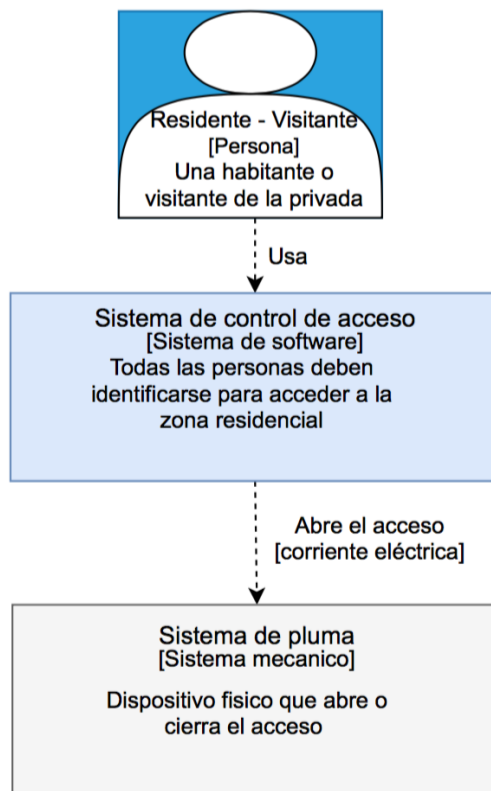 Residente - Visitante
[Persona]
Una habitante o
visitante de la privada
Usa
Sistema de control de acceso
[Sistema de software]
Todas las personas deben
identificarse para acceder a la
zona residencial
Abre el acceso
[corriente eléctrica]
Sistema de pluma
[Sistema mecanico]
Dispositivo fisico que abre o
cierra el acceso